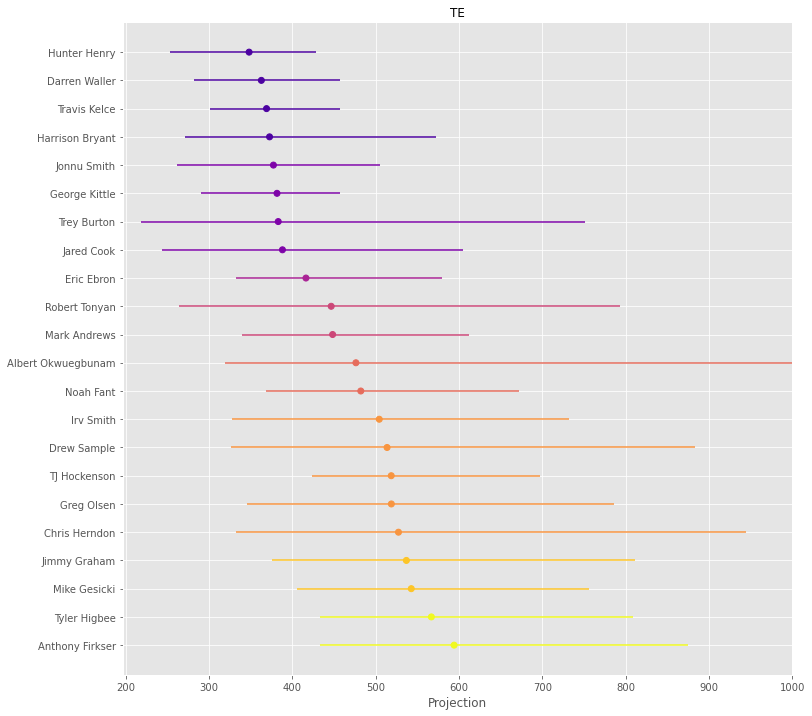 TE
Hunter Henry
Darren Waller
Travis Kelce
Harrison Bryant
Jonnu Smith
George Kittle
Trey Burton
Jared Cook
Eric Ebron
Robert Tonyan
Mark Andrews
Albert Okwuegbunam
Noah Fant
Irv Smith
Drew Sample
TJ Hockenson
Greg Olsen
Chris Herndon
Jimmy Graham
Mike Gesicki
Tyler Higbee
Anthony Firkser
200 300 400 500 600 700 800 900 1000
Projection